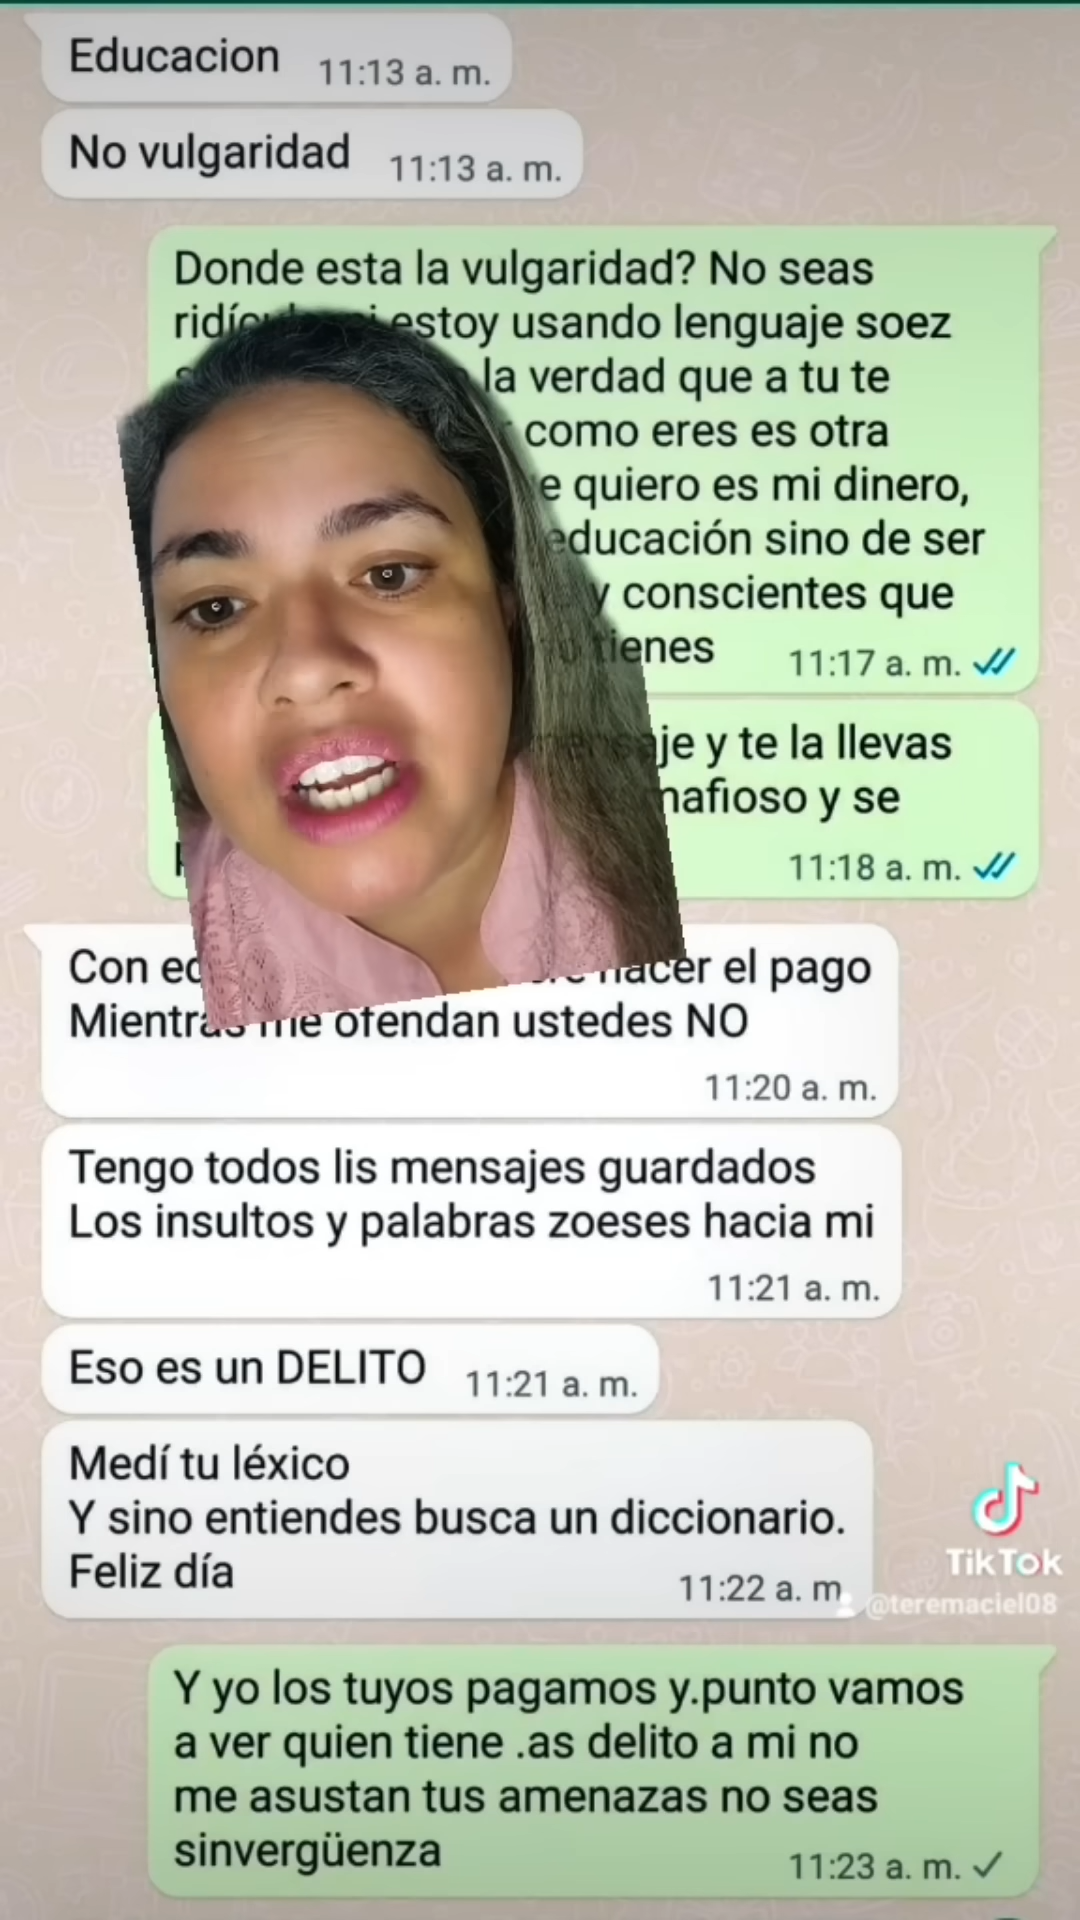 Educacion 11:13 a. m.
No vulgaridad 11:13 a. m.
Donde esta la vulgaridad? No seas
estoy usando lenguaje soez
la verdad que a tu te
como eres es otra
quiero es mi dinero,
educación sino de ser
y conscientes que
tienes 11:17 a. m.
y te la llevas
mafioso y se
11:18 a. m.
Con hacer el pago
Mientras me ofendan ustedes NO
11:20 a. m.
Tengo todos lis mensajes guardados
Los insultos y palabras zoeses hacia mi
11:21 a. m.
Eso es un DELITO 11:21 a. m.
Medí tu léxico
Y sino entiendes busca un diccionario.
Feliz día 11:22 a. m
TikTok
@teremaciel08
Y yo los tuyos pagamos y.punto vamos
a ver quien tiene .as delito a mi no
me asustan tus amenazas no seas
sinvergüenza 11:23 a. m.